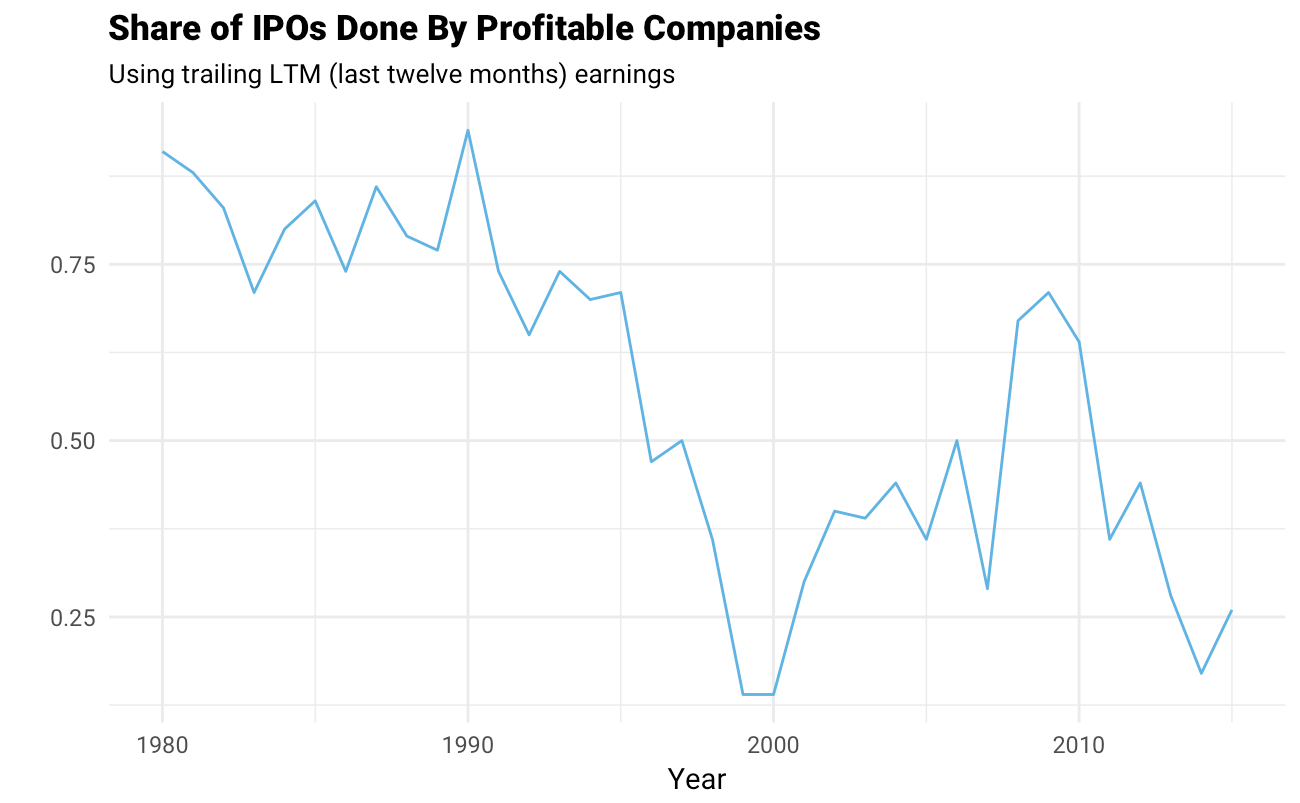 Share of IPOs Done By Profitable Companies
Using trailing LTM (last twelve months) earnings
0.75
0.50
0.25
1980 1990 2000 2010
Year